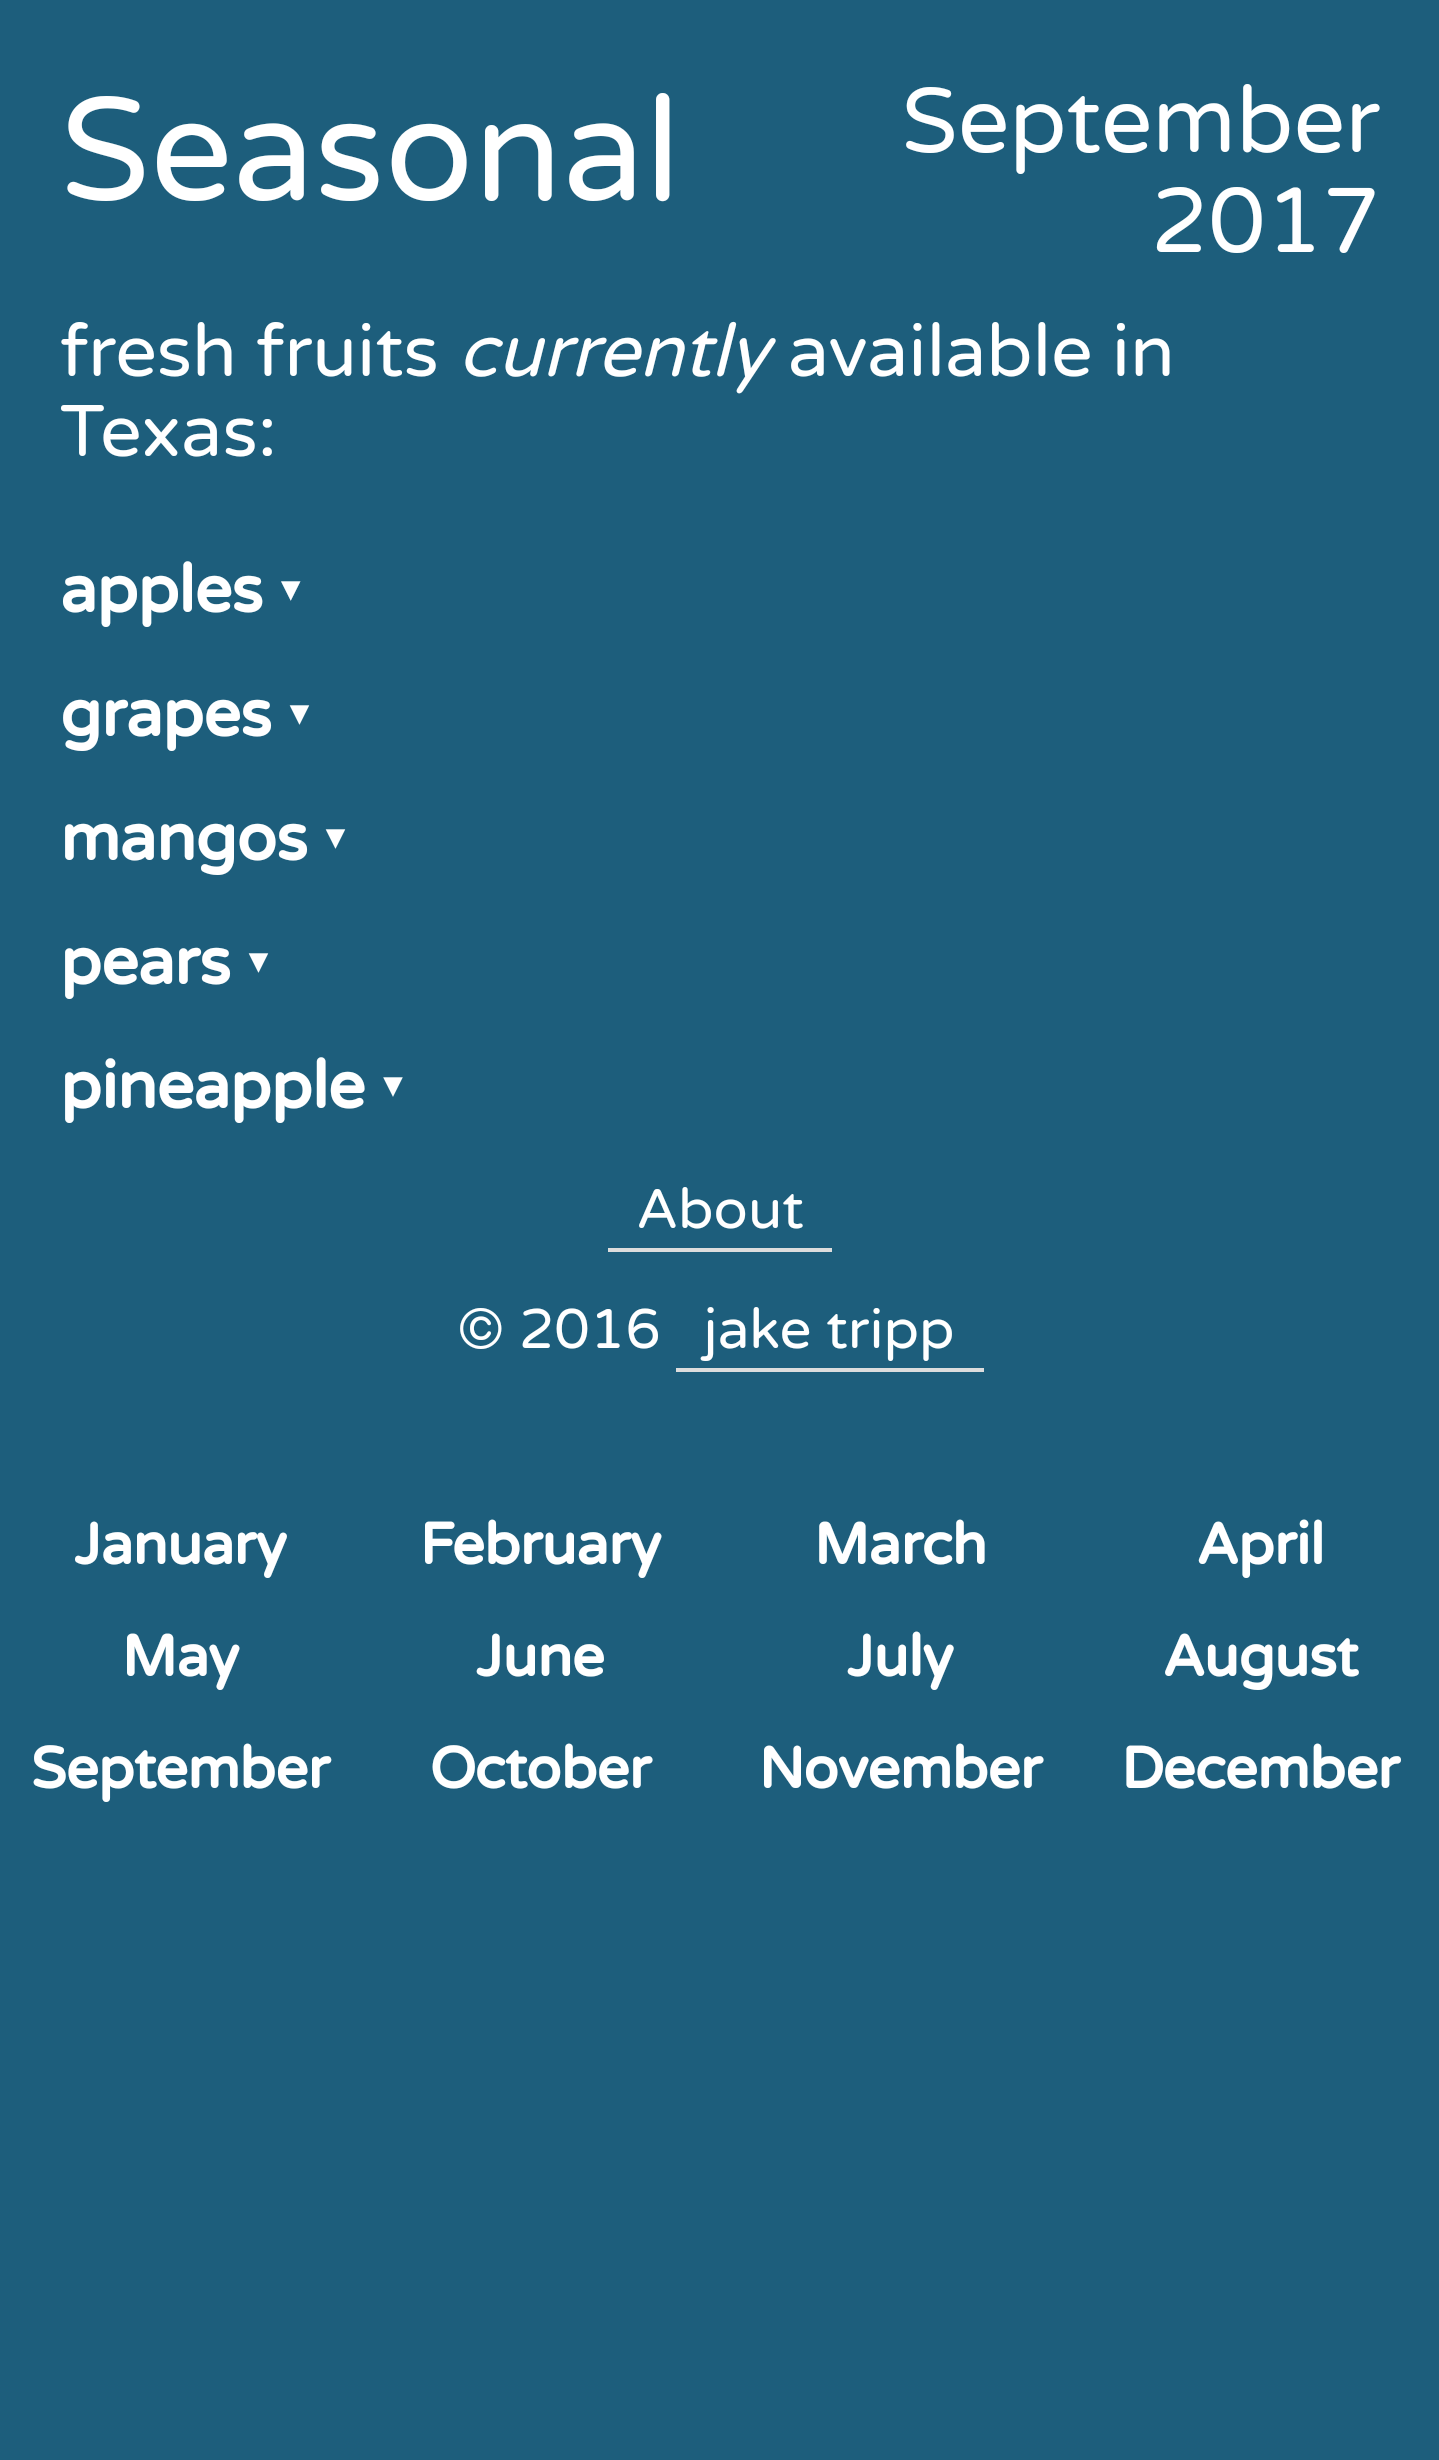 Seasonal
September
2017
fresh fruits currently available in
Texas:
apples ▼
grapes ▼
mangos ▼
pears ▼
pineapple ▼
About
© 2016 jake tripp
January February March April
May June July August
September October November December